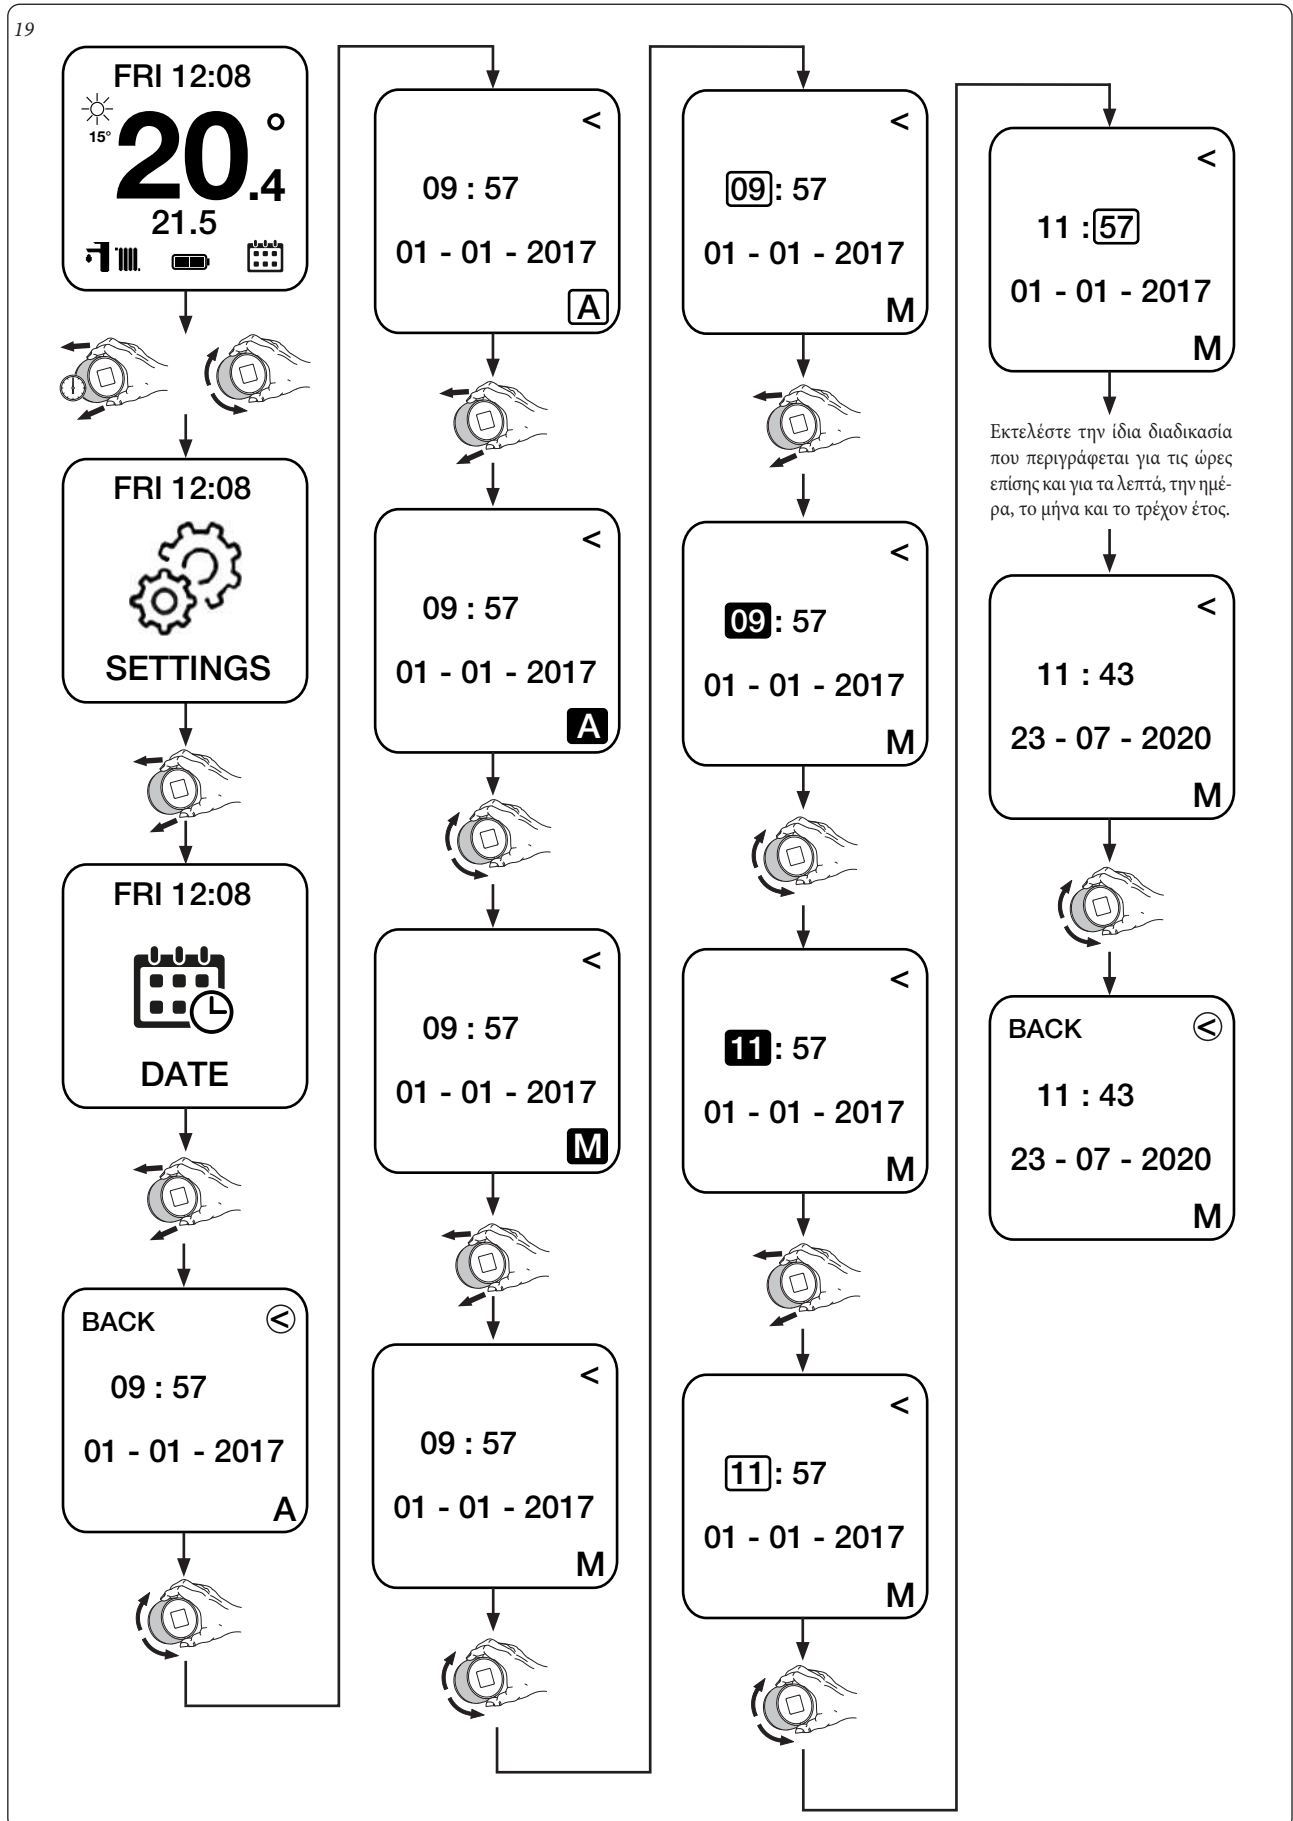 19
FRI 12:08
15° 20.4°
21.5
FRI 12:08
SETTINGS
FRI 12:08
DATE
BACK <
09 : 57
01 - 01 - 2017
A
<
09 : 57
01 - 01 - 2017
A
<
09 : 57
01 - 01 - 2017
A
<
09 : 57
01 - 01 - 2017
M
<
09 : 57
01 - 01 - 2017
M
<
09 : 57
01 - 01 - 2017
M
<
09 : 57
01 - 01 - 2017
M
<
11 : 57
01 - 01 - 2017
M
<
11 : 57
01 - 01 - 2017
M
<
11 : 57
01 - 01 - 2017
M
Εκτελέστε την ίδια διαδικασία
που περιγράφεται για τις ώρες
επίσης και για τα λεπτά, την ημέ-
ρα, το μήνα και το τρέχον έτος.
<
11 : 43
23 - 07 - 2020
M
BACK <
11 : 43
23 - 07 - 2020
M